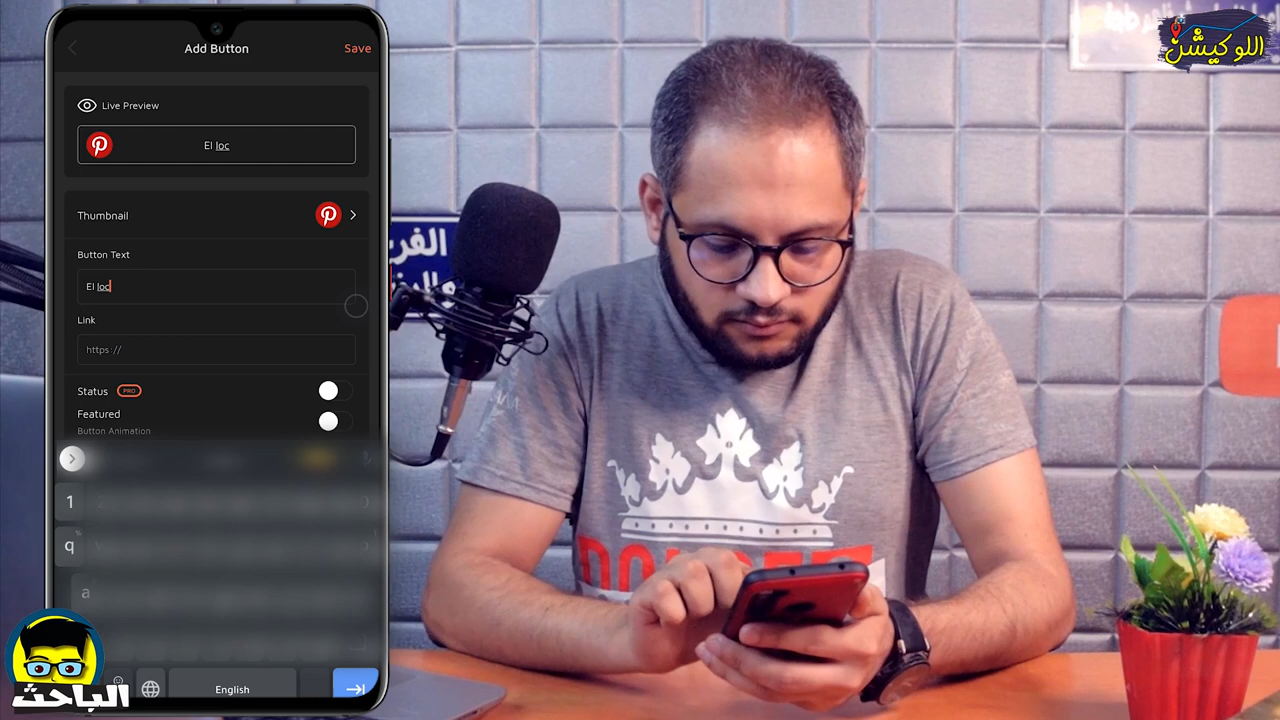 Add Button
Save
Live Preview
El loc
Thumbnail
Button Text
El loc
Link
https://
Status PRO
Featured
Button Animation
1
q
a
English
الباحث
اللوكيشن
الفر